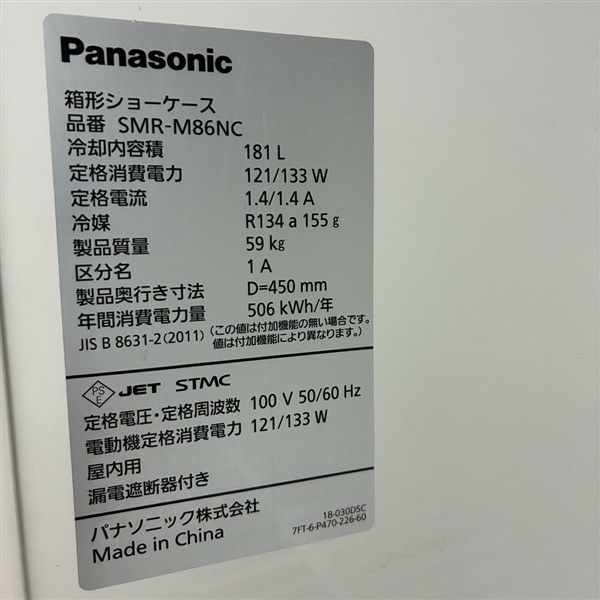 Panasonic
箱形ショーケース
品番 SMR-M86NC
冷却内容積 181 L
定格消費電力 121/133 W
定格電流 1.4/1.4 A
冷媒 R134 a 155 g
製品質量 59 kg
区分名 1 A
製品奥行き寸法 D=450 mm
年間消費電力量 506 kWh/年
JIS B 8631-2(2011) (この値は付加機能の無い場合です。
値は付加機能により異なります。)
PS
E JET STMC
定格電圧・定格周波数 100 V 50/60 Hz
電動機定格消費電力 121/133 W
屋内用
漏電遮断器付き
パナソニック株式会社
Made in China
18-030DSC
7FT-6-P470-226-60